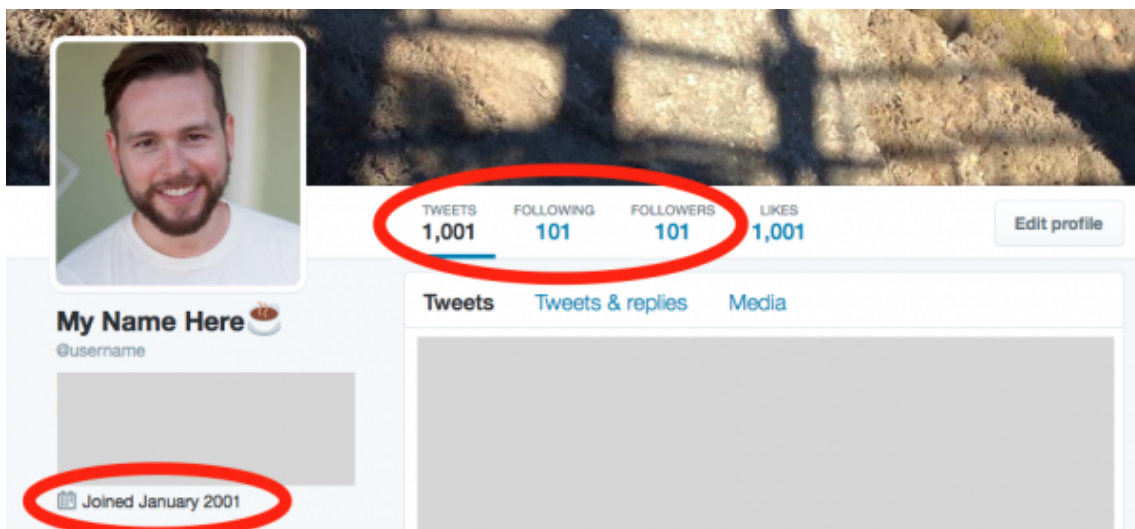 TWEETS FOLLOWING FOLLOWERS LIKES
1,001 101 101 1,001
Edit profile
My Name Here☕
@username
Tweets Tweets & replies Media
Joined January 2001